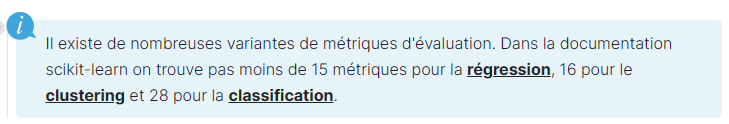 i
Il existe de nombreuses variantes de métriques d'évaluation. Dans la documentation
scikit-learn on trouve pas moins de 15 métriques pour la régression, 16 pour le
clustering et 28 pour la classification.